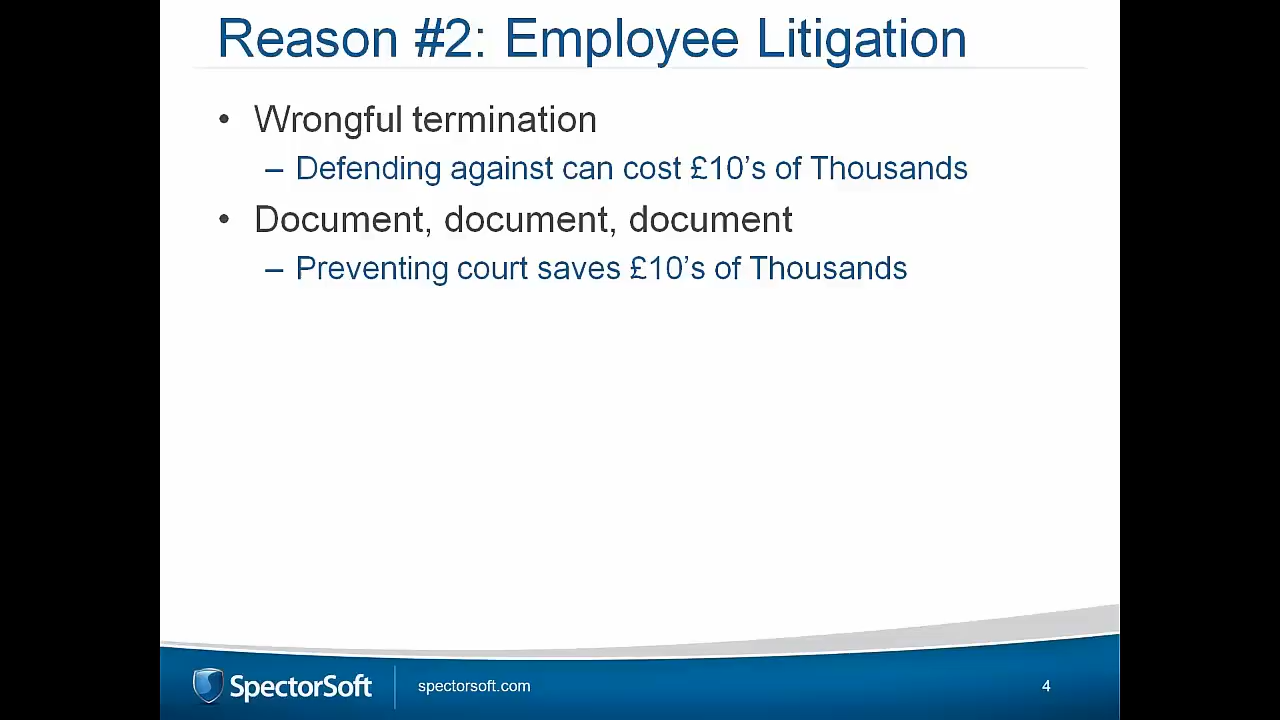 Reason #2: Employee Litigation
• Wrongful termination
– Defending against can cost £10’s of Thousands
• Document, document, document
– Preventing court saves £10’s of Thousands
SpectorSoft
spectorsoft.com
4